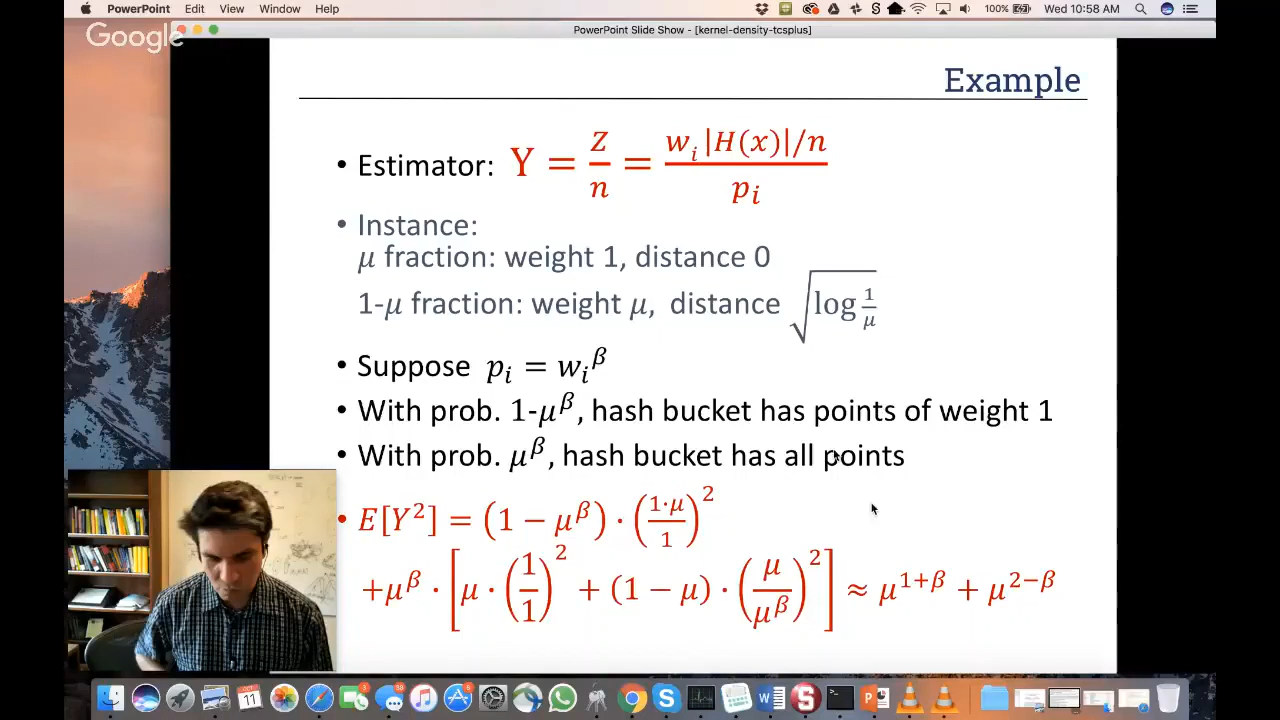 PowerPoint Edit View Window Help 100% Wed 10:58 AM
Google
PowerPoint Slide Show - [kernel-density-tcsplus]
Example
• Estimator: Y = Z/n = (w_i |H(x)|/n)/p_i
• Instance:
μ fraction: weight 1, distance 0
1-μ fraction: weight μ, distance √(log 1/μ)
• Suppose p_i = w_i^β
• With prob. 1-μ^β, hash bucket has points of weight 1
• With prob. μ^β, hash bucket has all points
• E[Y^2] = (1 − μ^β) · ((1·μ)/1)^2
+μ^β · [μ · (1/1)^2 + (1 − μ) · (μ/μ^β)^2] ≈ μ^{1+β} + μ^{2−β}